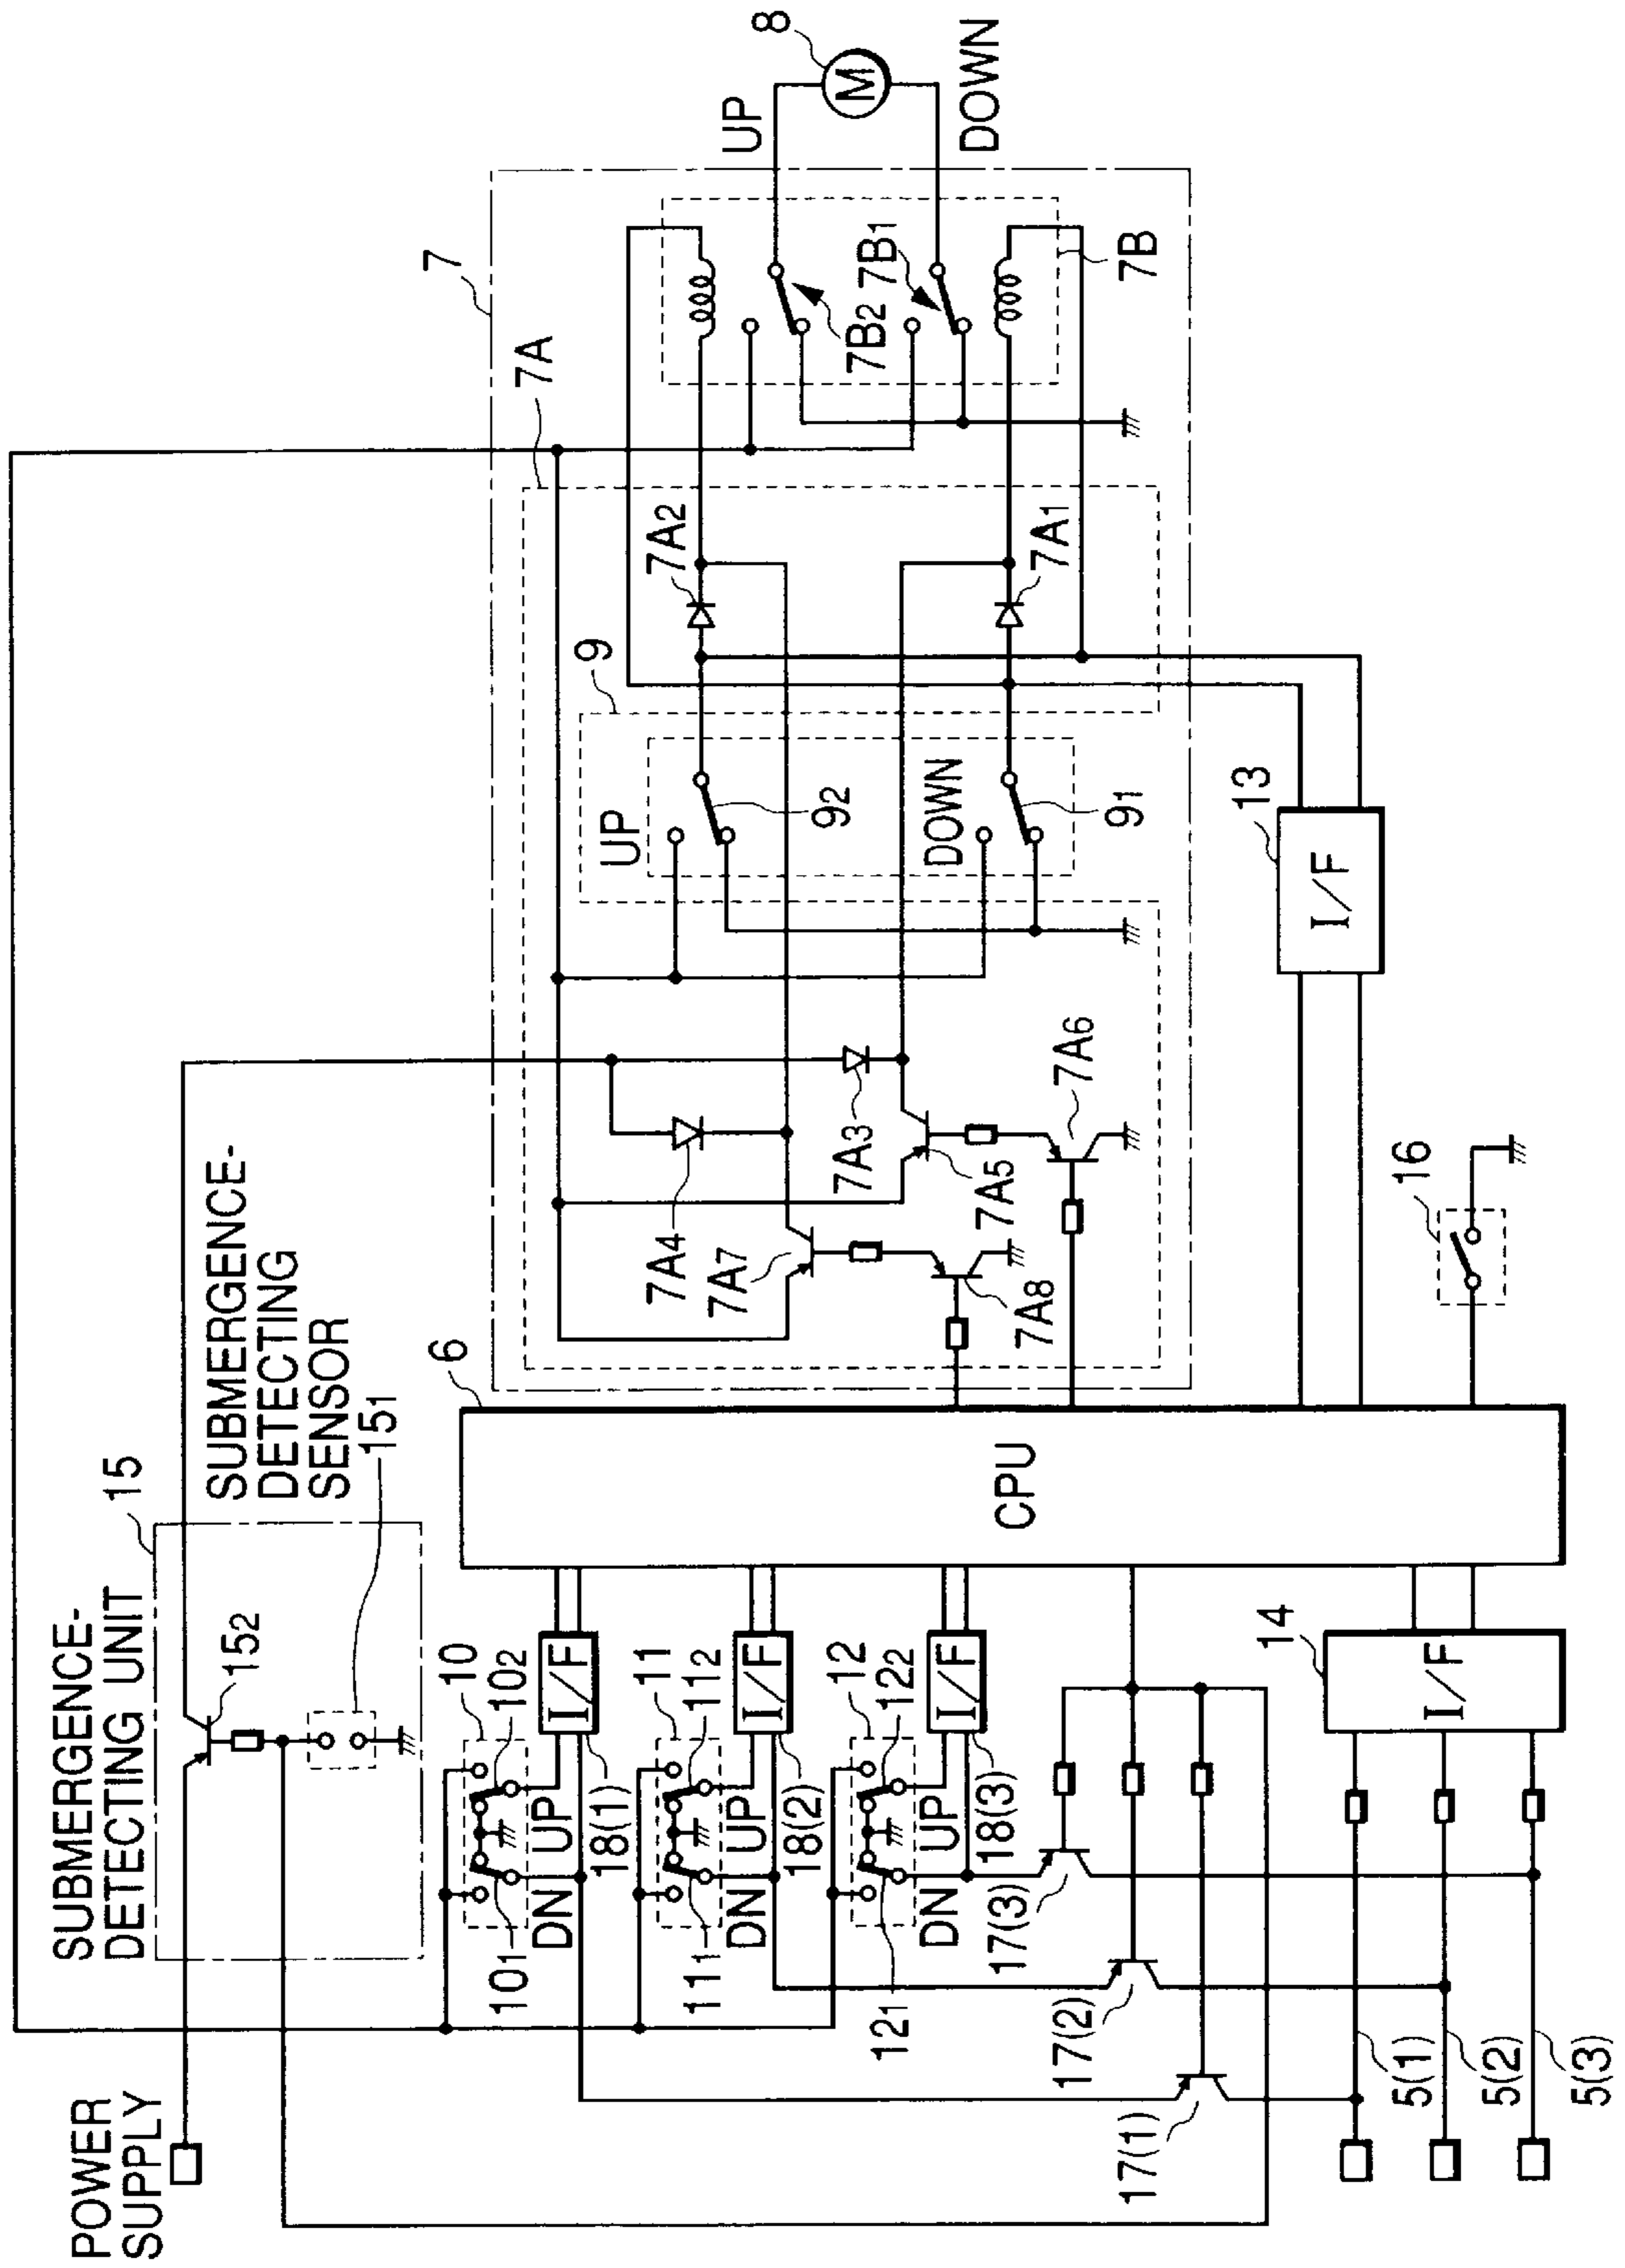 POWER
SUPPLY
SUBMERGENCE-
DETECTING UNIT
15
152
SUBMERGENCE-
DETECTING
SENSOR
151
10
102
101
DN
UP
I/F
18(1)
11
112
111
DN
UP
I/F
18(2)
12
122
121
DN
UP
I/F
18(3)
17(3)
17(2)
17(1)
14
I/F
5(1)
5(2)
5(3)
6
CPU
16
13
I/F
7
7A
7A4
7A7
7A8
7A3
7A5
7A6
9
UP
92
DOWN
91
7A2
7A1
7B2
7B1
7B
UP
8
M
DOWN